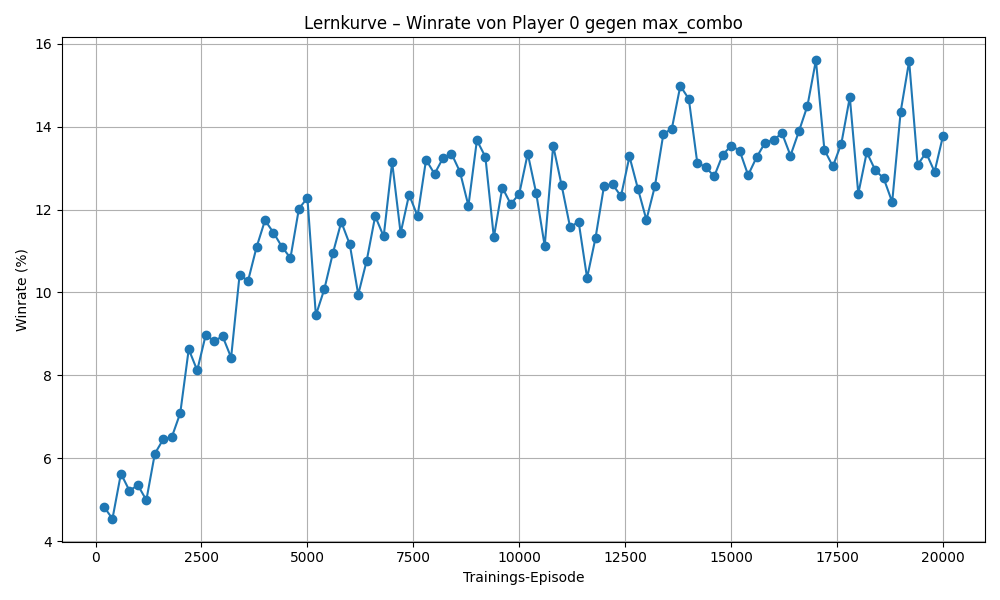 Lernkurve – Winrate von Player 0 gegen max_combo
16
14
12
10
8
6
4
Winrate (%)
0 2500 5000 7500 10000 12500 15000 17500 20000
Trainings-Episode